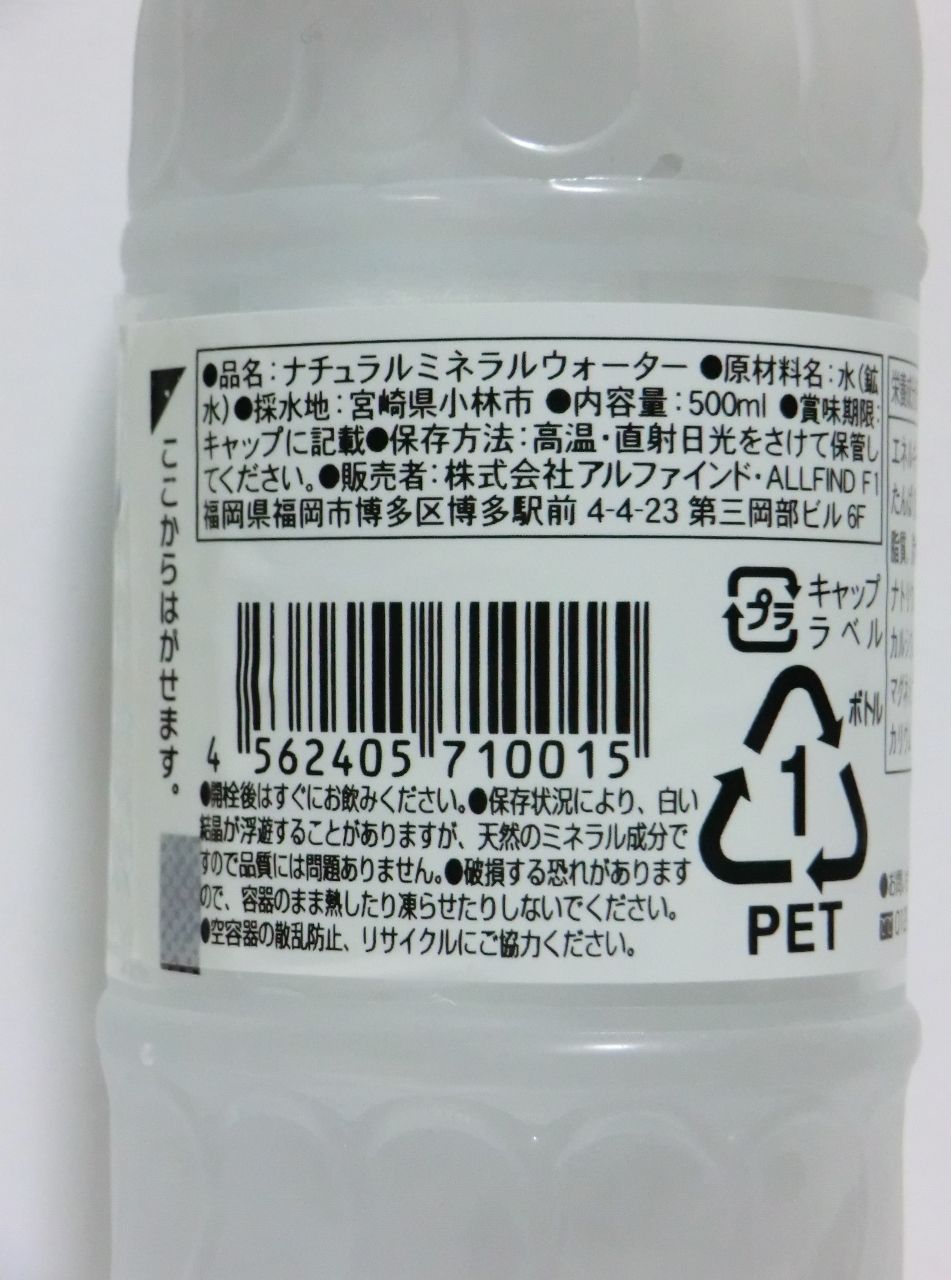 ●品名:ナチュラルミネラルウォーター ●原材料名:水(鉱
水)●採水地:宮崎県小林市 ●内容量:500ml ●賞味期限:
キャップに記載●保存方法:高温・直射日光をさけて保管し
てください。●販売者:株式会社アルファインド・ALLFIND F1
福岡県福岡市博多区博多駅前 4-4-23 第三岡部ビル 6F
ここからはがせます。
プラ
キャップ
ラベル
4 562405 710015
ボトル
1
PET
●開栓後はすぐにお飲みください。●保存状況により、白い
結晶が浮遊することがありますが、天然のミネラル成分で
すので品質には問題ありません。●破損する恐れがあります
ので、容器のまま熱したり凍らせたりしないでください。
●空容器の散乱防止、リサイクルにご協力ください。